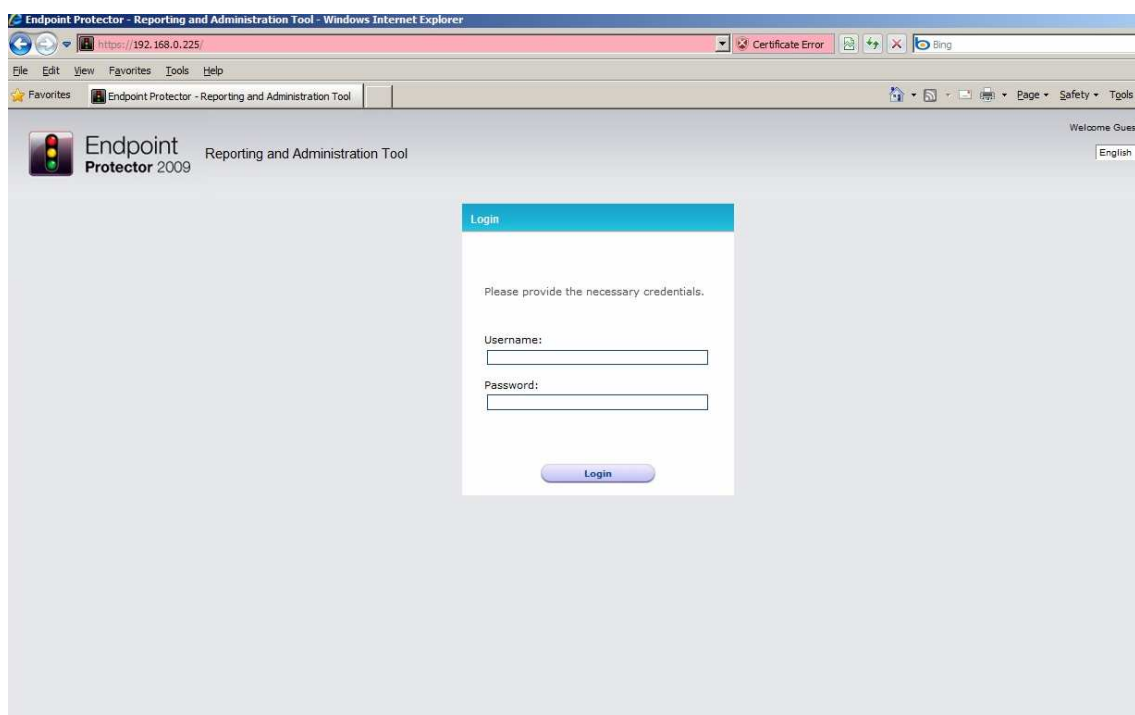 Endpoint Protector - Reporting and Administration Tool - Windows Internet Explorer
https://192.168.0.225/ Certificate Error Bing
File Edit View Favorites Tools Help
Favorites Endpoint Protector - Reporting and Administration Tool Page Safety Tools
Welcome Gues
Endpoint
Protector 2009
Reporting and Administration Tool
English
Login
Please provide the necessary credentials.
Username:
Password:
Login